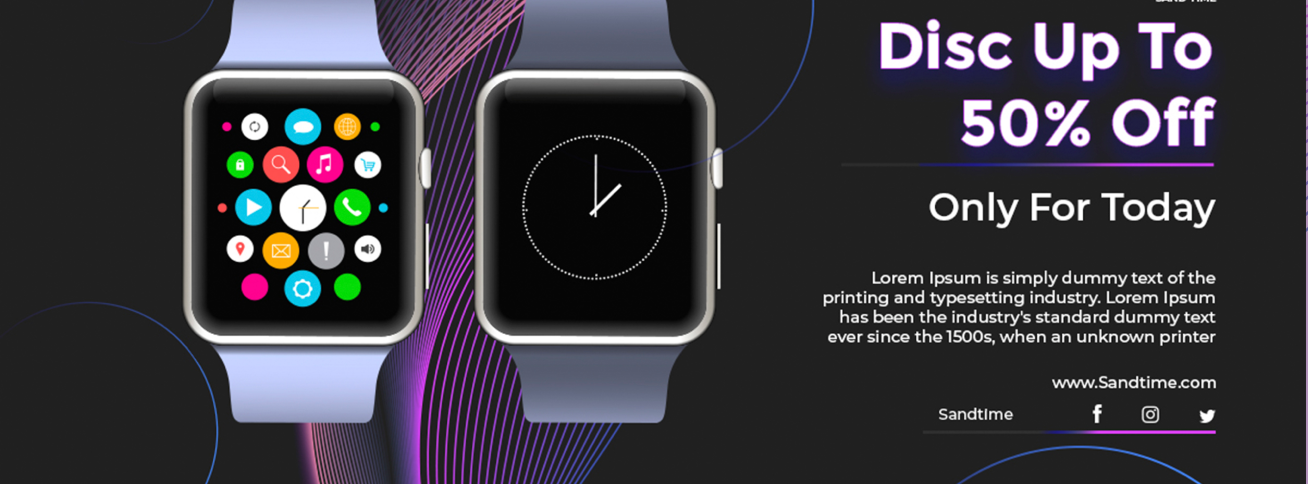 Disc Up To
50% Off
Only For Today
Lorem Ipsum is simply dummy text of the
printing and typesetting industry. Lorem Ipsum
has been the industry's standard dummy text
ever since the 1500s, when an unknown printer
www.Sandtime.com
SandtIme